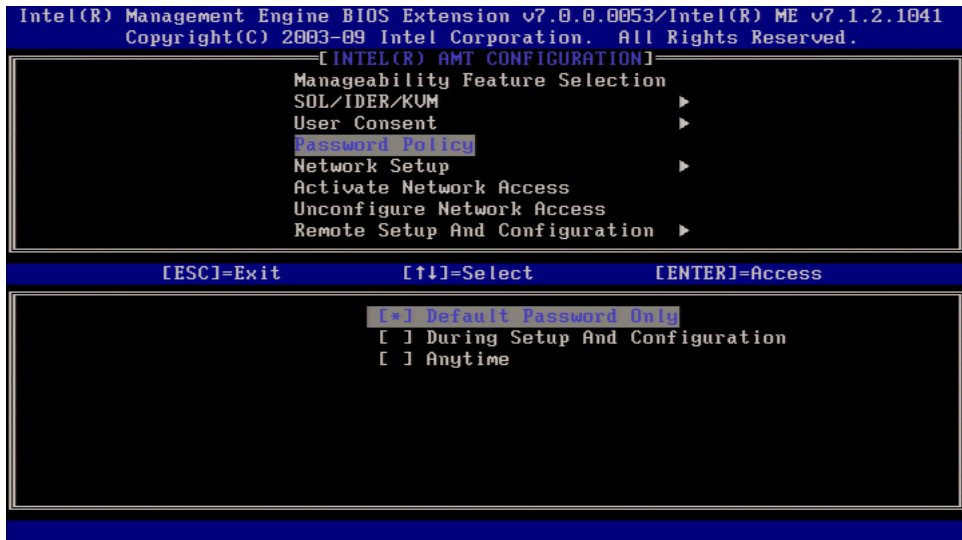 Intel(R) Management Engine BIOS Extension v7.0.0.0053/Intel(R) ME v7.1.2.1041
Copyright(C) 2003-09 Intel Corporation. All Rights Reserved.
[INTEL(R) AMT CONFIGURATION]
Manageability Feature Selection
SOL/IDER/KVM ►
User Consent ►
Password Policy
Network Setup ►
Activate Network Access
Unconfigure Network Access
Remote Setup And Configuration ►
[ESC]=Exit [↑↓]=Select [ENTER]=Access
[*] Default Password Only
[ ] During Setup And Configuration
[ ] Anytime